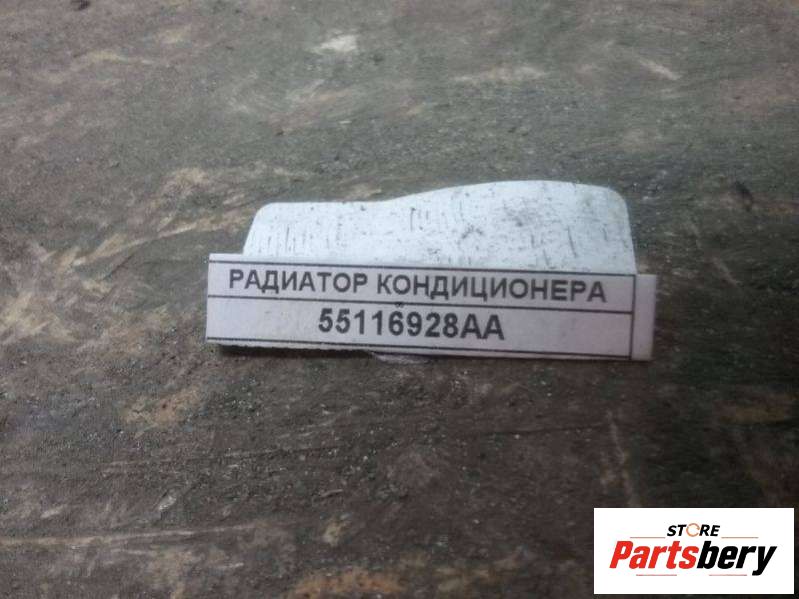 РАДИАТОР КОНДИЦИОНЕРА
55116928AA
STORE
Partsbery